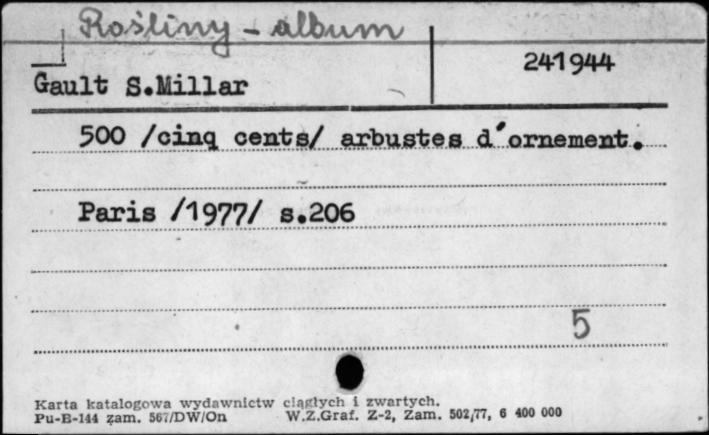 Rośliny - album
241944
Gault S.Millar
500 /cinq cents/ arbustes d'ornement.
Paris /1977/ s.206
5
Karta katalogowa wydawnictw ciągłych i zwartych.
Pu-B-144 zam. 567/DW/On W.Z.Graf. Z-2, Zam. 502/77, 6 400 000